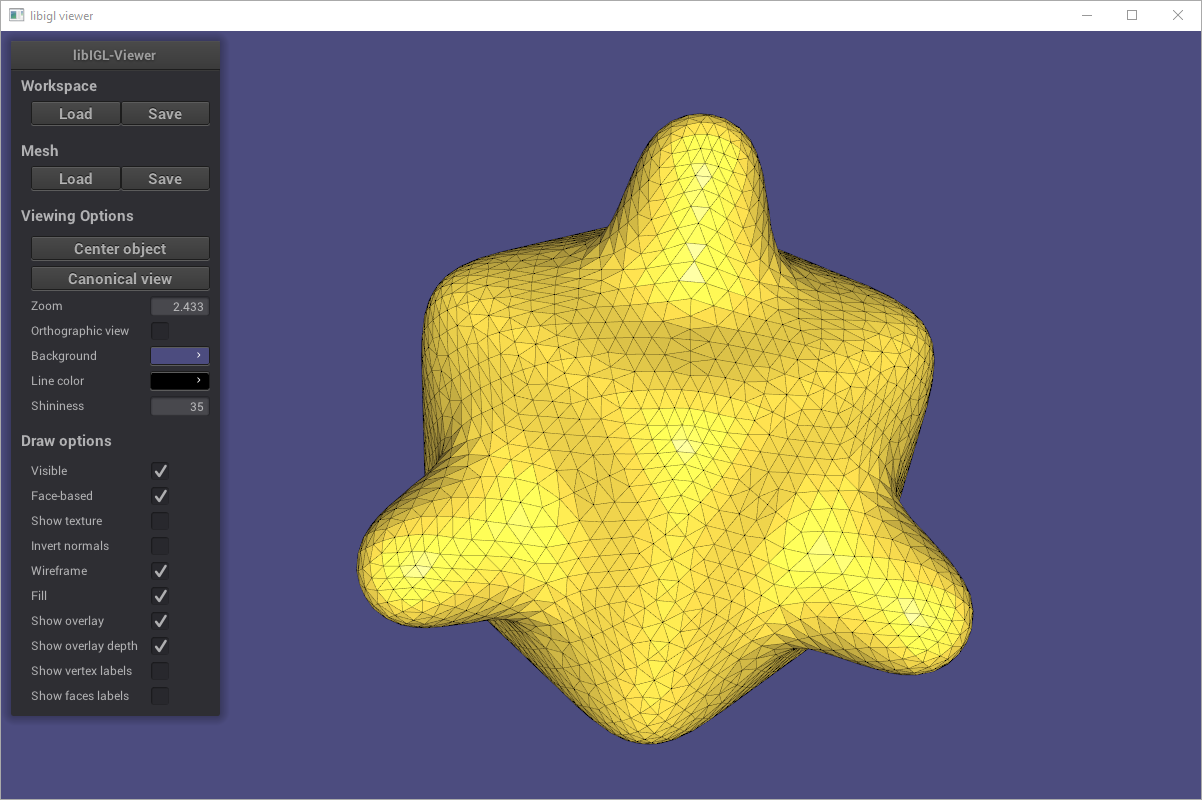 libigl viewer
libIGL-Viewer
Workspace
Load Save
Mesh
Load Save
Viewing Options
Center object
Canonical view
Zoom 2.433
Orthographic view
Background ›
Line color ›
Shininess 35
Draw options
Visible
Face-based
Show texture
Invert normals
Wireframe
Fill
Show overlay
Show overlay depth
Show vertex labels
Show faces labels